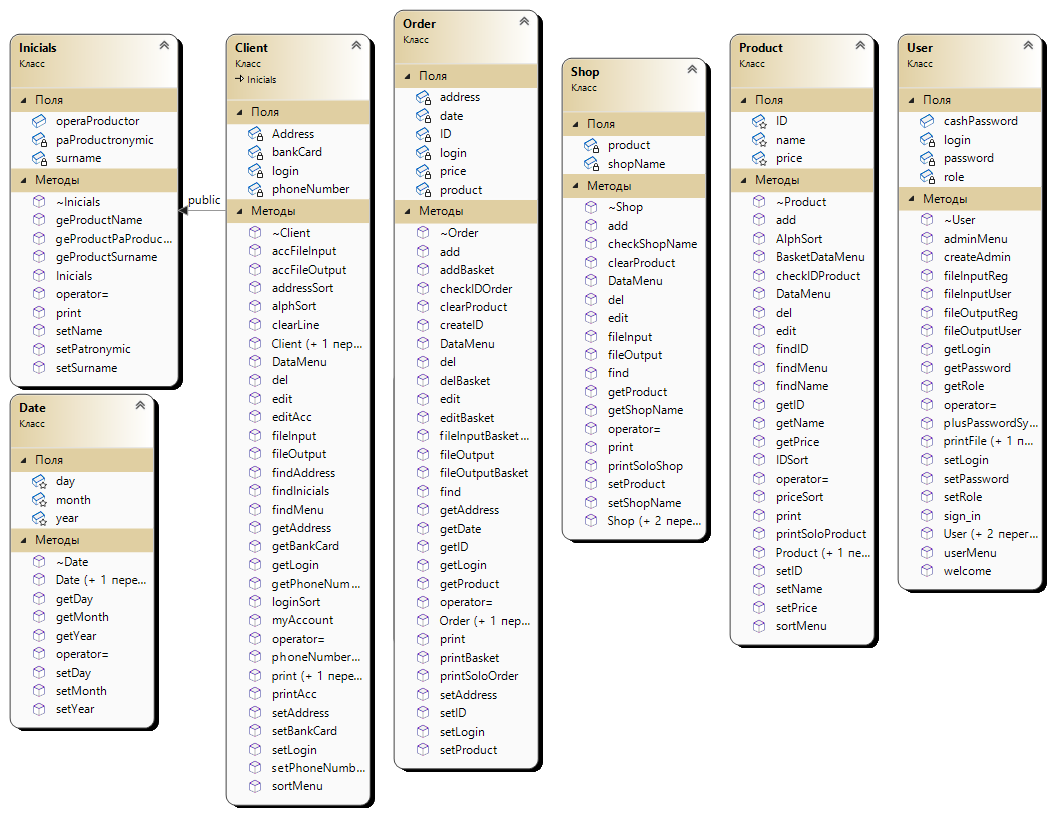 Inicials
Класс
Поля
operaProductor
paProductronymic
surname
Методы
~Inicials
geProductName
geProductPaProduc...
geProductSurname
Inicials
operator=
print
setName
setPatronymic
setSurname
Date
Класс
Поля
day
month
year
Методы
~Date
Date (+ 1 пере...
getDay
getMonth
getYear
operator=
setDay
setMonth
setYear
public
Client
Класс
Inicials
Поля
Address
bankCard
login
phoneNumber
Методы
~Client
accFileInput
accFileOutput
addressSort
alphSort
clearLine
Client (+ 1 пер...
DataMenu
del
edit
editAcc
fileInput
fileOutput
findAddress
findInicials
findMenu
getAddress
getBankCard
getLogin
getPhoneNum...
loginSort
myAccount
operator=
phoneNumber...
print (+ 1 пере...
printAcc
setAddress
setBankCard
setLogin
setPhoneNumb...
sortMenu
Order
Класс
Поля
address
date
ID
login
price
product
Методы
~Order
add
addBasket
checkIDOrder
clearProduct
createID
DataMenu
del
delBasket
edit
editBasket
fileInputBasket...
fileOutput
fileOutputBasket
find
getAddress
getDate
getID
getLogin
getProduct
operator=
Order (+ 1 пер...
print
printBasket
printSoloOrder
setAddress
setID
setLogin
setProduct
Shop
Класс
Поля
product
shopName
Методы
~Shop
add
checkShopName
clearProduct
DataMenu
del
edit
fileInput
fileOutput
find
getProduct
getShopName
operator=
print
printSoloShop
setProduct
setShopName
Shop (+ 2 пере...
Product
Класс
Поля
ID
name
price
Методы
~Product
add
AlphSort
BasketDataMenu
checkIDProduct
DataMenu
del
edit
findID
findMenu
findName
getID
getName
getPrice
IDSort
operator=
priceSort
print
printSoloProduct
Product (+ 1 пе...
setID
setName
setPrice
sortMenu
User
Класс
Поля
cashPassword
login
password
role
Методы
~User
adminMenu
createAdmin
fileInputReg
fileInputUser
fileOutputReg
fileOutputUser
getLogin
getPassword
getRole
operator=
plusPasswordSy...
printFile (+ 1 п...
setLogin
setPassword
setRole
sign_in
User (+ 2 перег...
userMenu
welcome